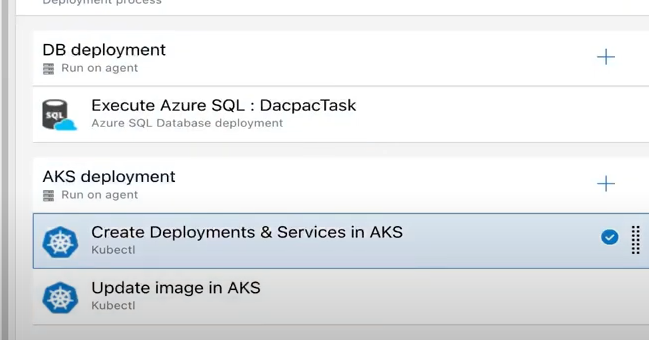 Deployment process
DB deployment
Run on agent
SQL
Execute Azure SQL : DacpacTask
Azure SQL Database deployment
AKS deployment
Run on agent
Create Deployments & Services in AKS
Kubectl
Update image in AKS
Kubectl